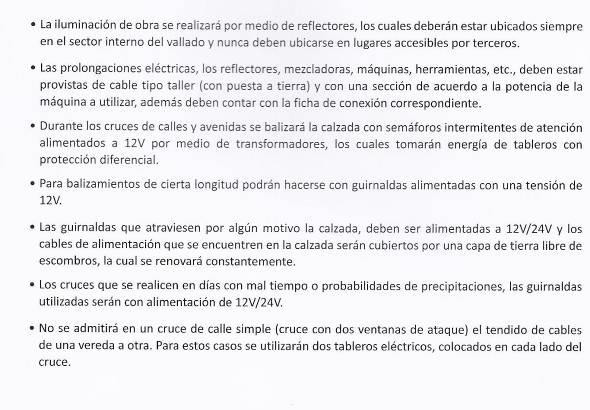 • La iluminación de obra se realizará por medio de reflectores, los cuales deberán estar ubicados siempre
en el sector interno del vallado y nunca deben ubicarse en lugares accesibles por terceros.
• Las prolongaciones eléctricas, los reflectores, mezcladoras, máquinas, herramientas, etc., deben estar
provistas de cable tipo taller (con puesta a tierra) y con una sección de acuerdo a la potencia de la
máquina a utilizar, además deben contar con la ficha de conexión correspondiente.
• Durante los cruces de calles y avenidas se balizará la calzada con semáforos intermitentes de atención
alimentados a 12V por medio de transformadores, los cuales tomarán energía de tableros con
protección diferencial.
• Para balizamientos de cierta longitud podrán hacerse con guirnaldas alimentadas con una tensión de
12V.
• Las guirnaldas que atraviesen por algún motivo la calzada, deben ser alimentadas a 12V/24V y los
cables de alimentación que se encuentren en la calzada serán cubiertos por una capa de tierra libre de
escombros, la cual se renovará constantemente.
• Los cruces que se realicen en días con mal tiempo o probabilidades de precipitaciones, las guirnaldas
utilizadas serán con alimentación de 12V/24V.
• No se admitirá en un cruce de calle simple (cruce con dos ventanas de ataque) el tendido de cables
de una vereda a otra. Para estos casos se utilizarán dos tableros eléctricos, colocados en cada lado del
cruce.